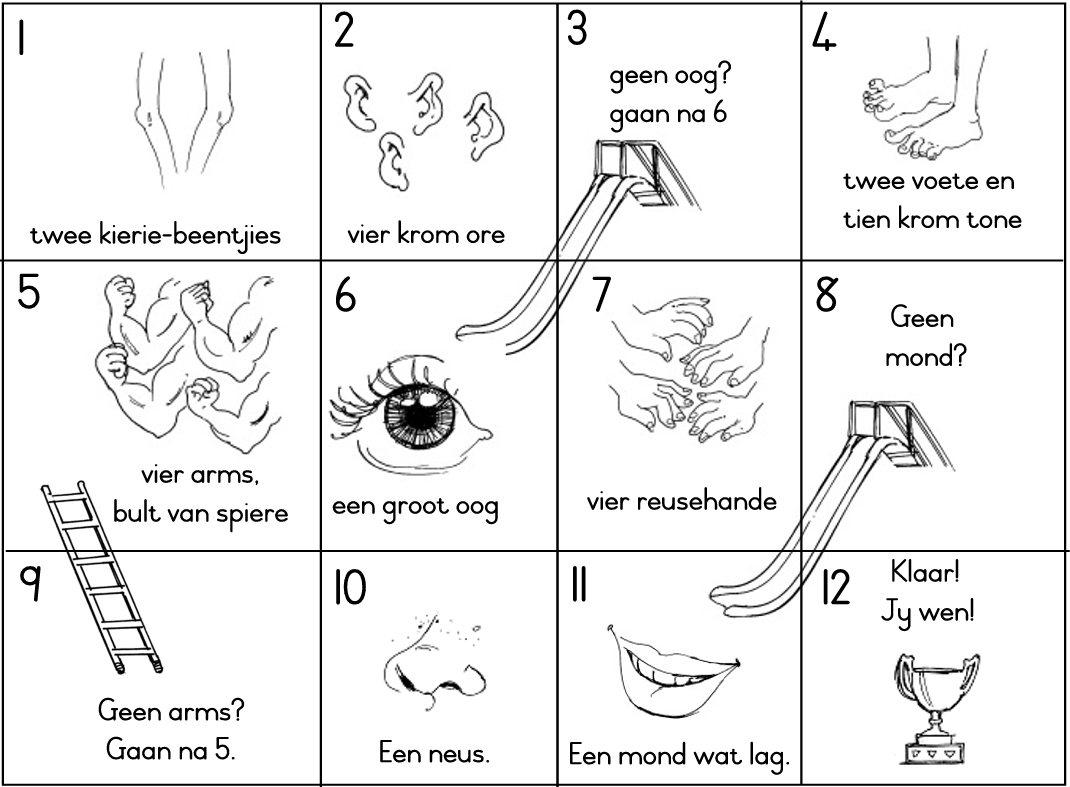 1
twee kierie-beentjies
2
vier krom ore
3
geen oog?
gaan na 6
4
twee voete en
tien krom tone
5
vier arms,
bult van spiere
6
een groot oog
7
vier reusehande
8
Geen
mond?
9
Geen arms?
Gaan na 5.
10
Een neus.
11
Een mond wat lag.
12
Klaar!
Jy wen!